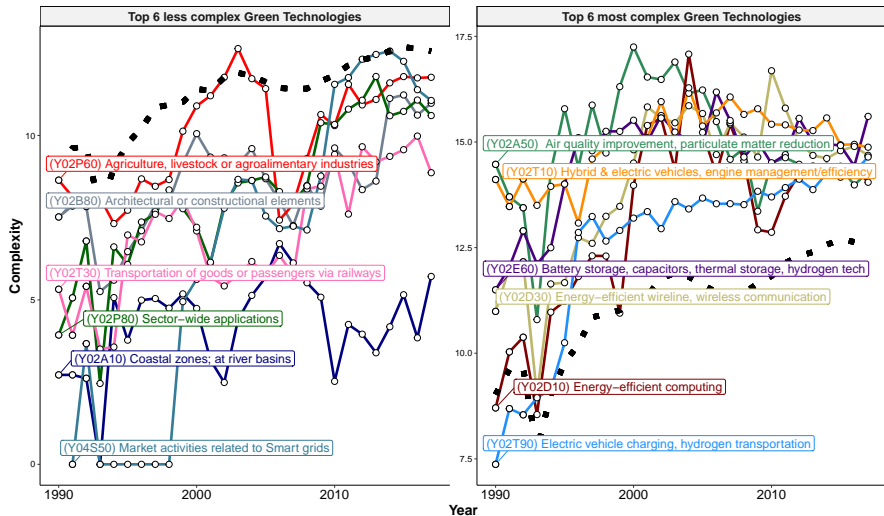 Top 6 less complex Green Technologies
Top 6 most complex Green Technologies
Complexity
10
5
0
(Y02P60) Agriculture, livestock or agroalimentary industries
(Y02B80) Architectural or constructional elements
(Y02T30) Transportation of goods or passengers via railways
(Y02P80) Sector−wide applications
(Y02A10) Coastal zones; at river basins
(Y04S50) Market activities related to Smart grids
1990
2000
2010
17.5
15.0
12.5
10.0
7.5
(Y02A50) Air quality improvement, particulate matter reduction
(Y02T10) Hybrid & electric vehicles, engine management/efficiency
(Y02E60) Battery storage, capacitors, thermal storage, hydrogen tech
(Y02D30) Energy−efficient wireline, wireless communication
(Y02D10) Energy−efficient computing
(Y02T90) Electric vehicle charging, hydrogen transportation
1990
2000
2010
Year